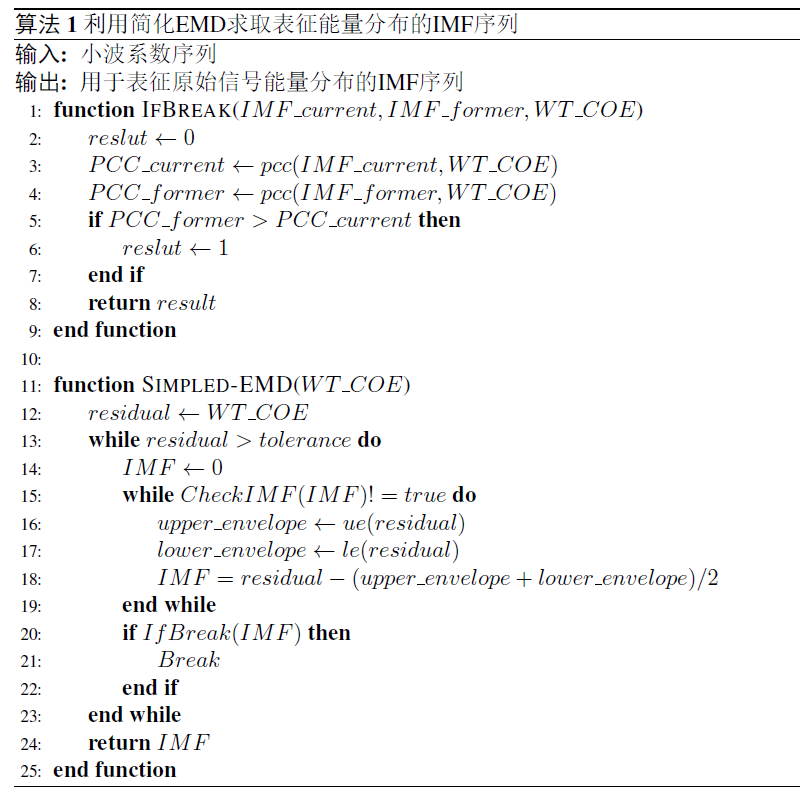 算法 1 利用简化EMD求取表征能量分布的IMF序列
输入: 小波系数序列
输出: 用于表征原始信号能量分布的IMF序列
1: function IFBREAK(IMF_current, IMF_former, WT_COE)
2: reslut ← 0
3: PCC_current ← pcc(IMF_current, WT_COE)
4: PCC_former ← pcc(IMF_former, WT_COE)
5: if PCC_former > PCC_current then
6: reslut ← 1
7: end if
8: return result
9: end function
10:
11: function SIMPLED-EMD(WT_COE)
12: residual ← WT_COE
13: while residual > tolerance do
14: IMF ← 0
15: while CheckIMF(IMF)! = true do
16: upper_envelope ← ue(residual)
17: lower_envelope ← le(residual)
18: IMF = residual − (upper_envelope + lower_envelope)/2
19: end while
20: if IfBreak(IMF) then
21: Break
22: end if
23: end while
24: return IMF
25: end function